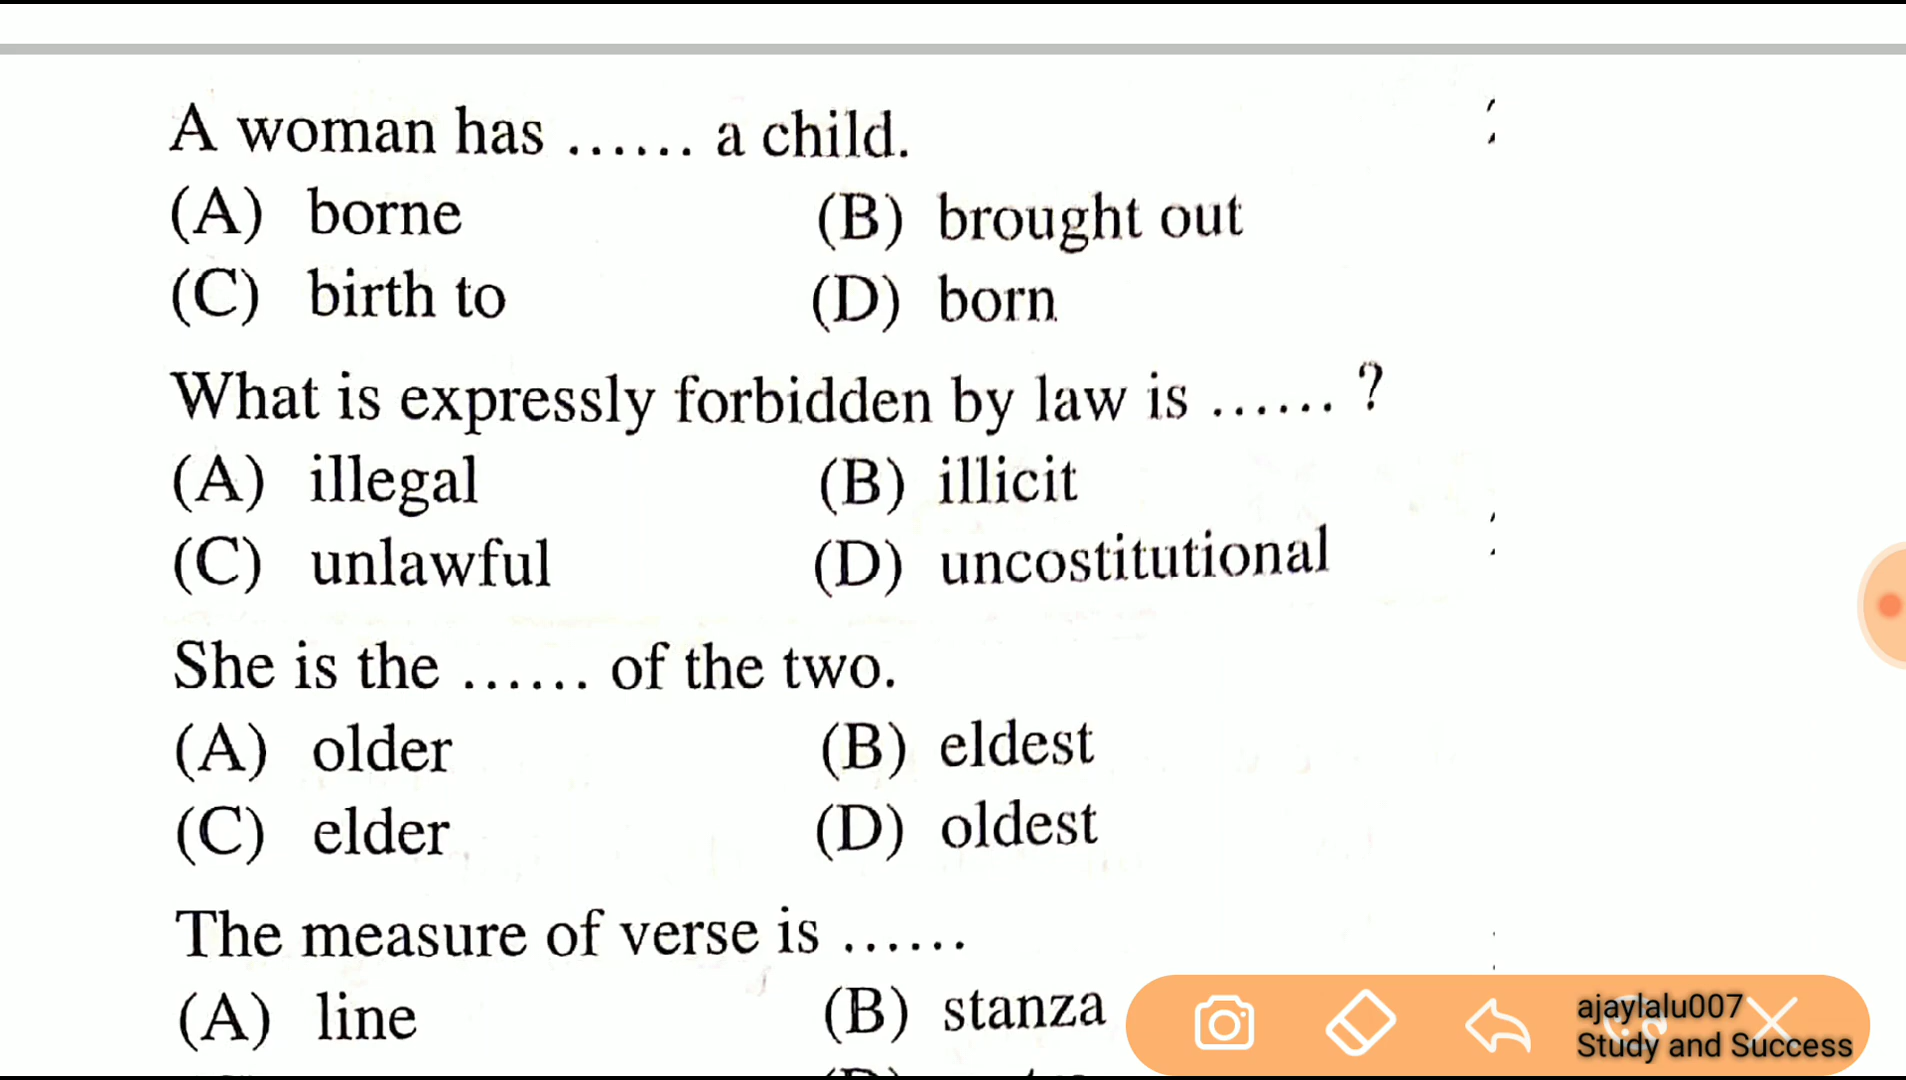 A woman has ...... a child.
(A) borne (B) brought out
(C) birth to (D) born
What is expressly forbidden by law is ...... ?
(A) illegal (B) illicit
(C) unlawful (D) uncostitutional
She is the ...... of the two.
(A) older (B) eldest
(C) elder (D) oldest
The measure of verse is ......
(A) line (B) stanza
ajaylalu007
Study and Success